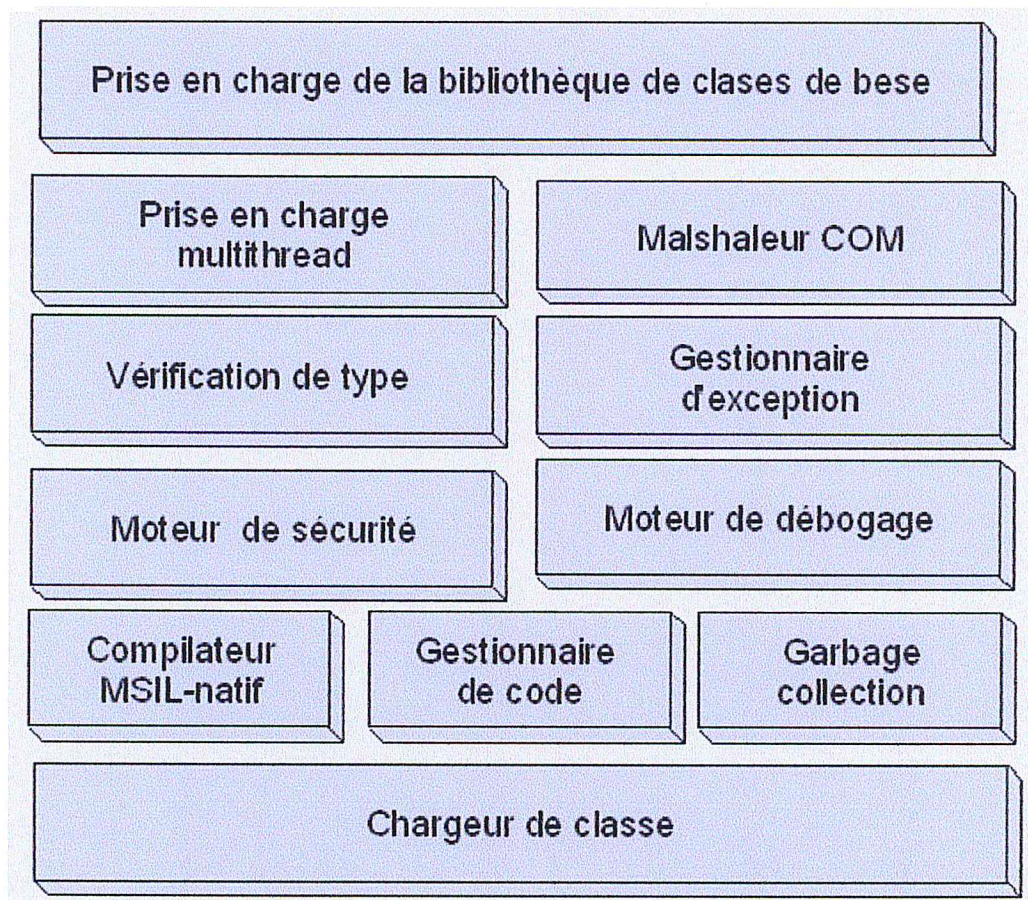 Prise en charge de la bibliothèque de clases de bese
Prise en charge
multithread
Malshaleur COM
Vérification de type
Gestionnaire
d'exception
Moteur de sécurité
Moteur de débogage
Compilateur
MSIL-natif
Gestionnaire
de code
Garbage
collection
Chargeur de classe